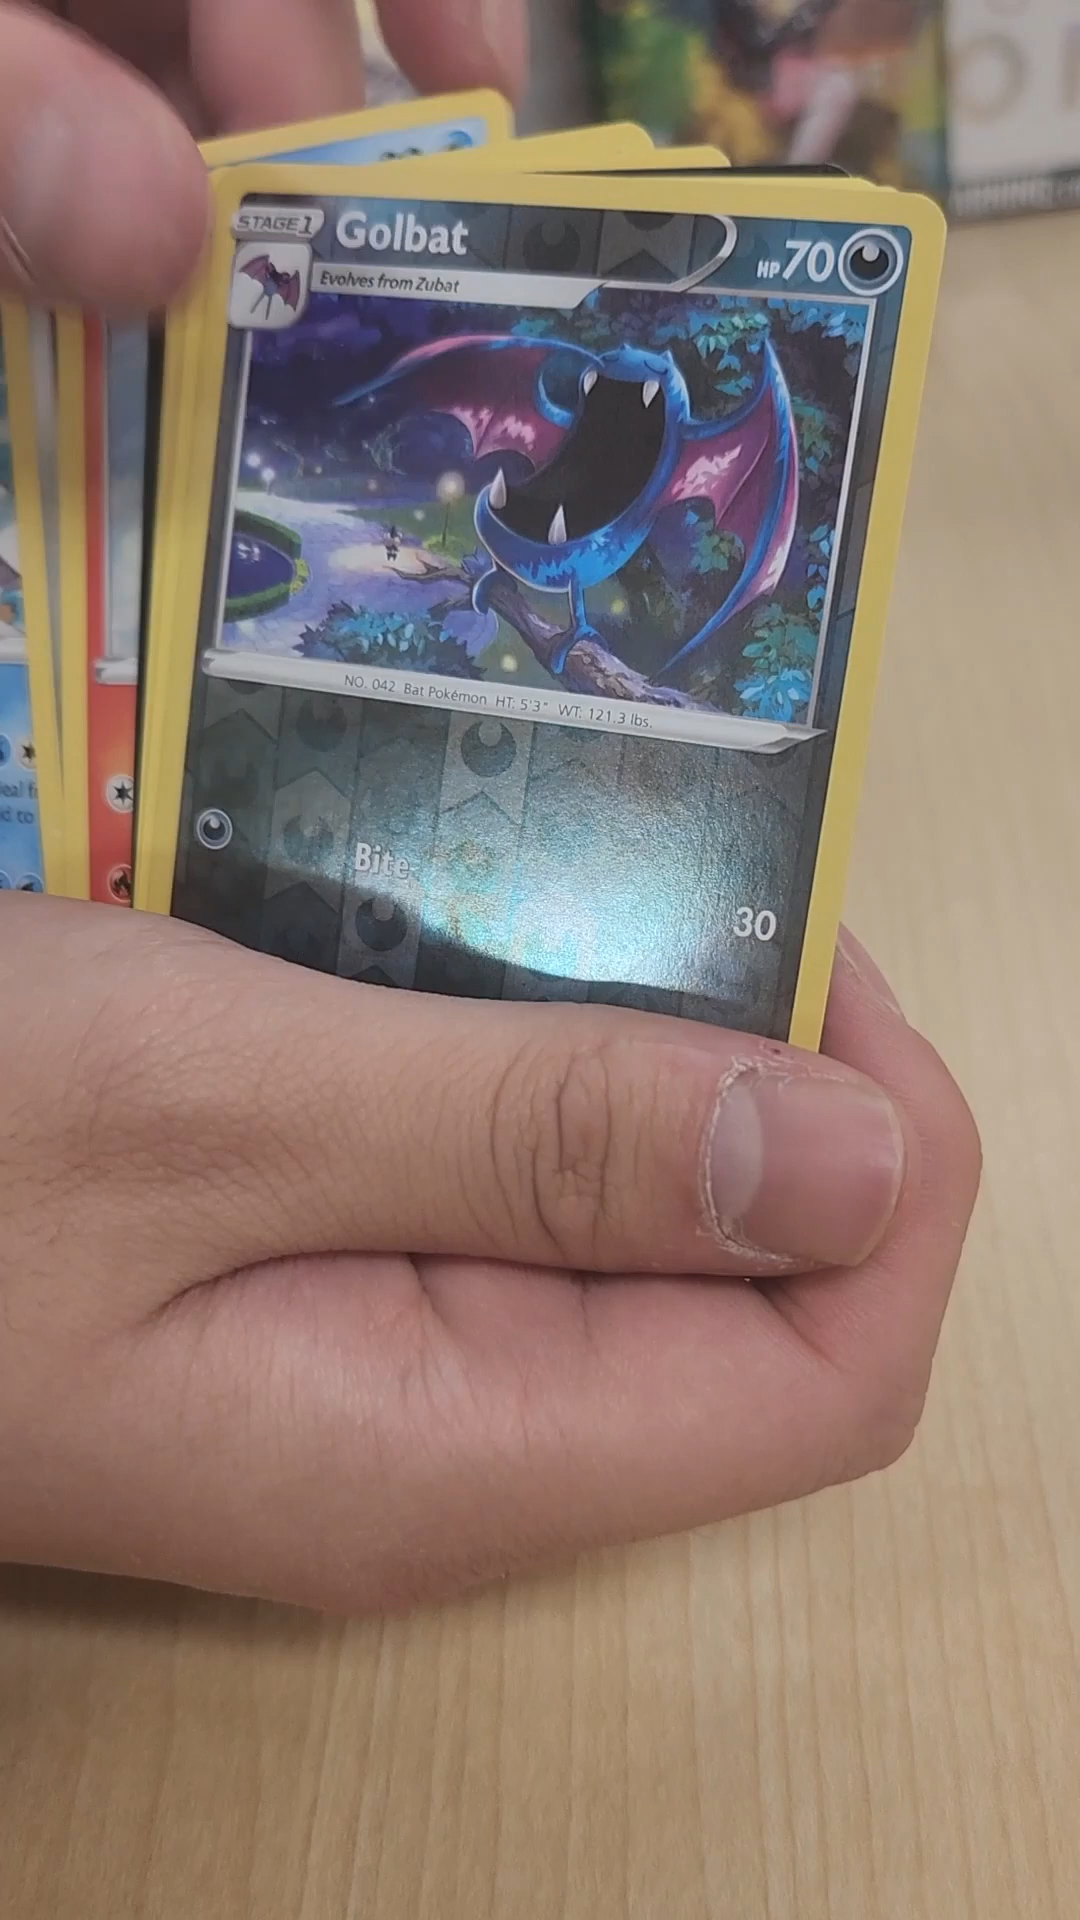 STAGE 1
Golbat
HP 70
Evolves from Zubat
NO. 042 Bat Pokémon HT: 5'3" WT: 121.3 lbs.
Bite
30